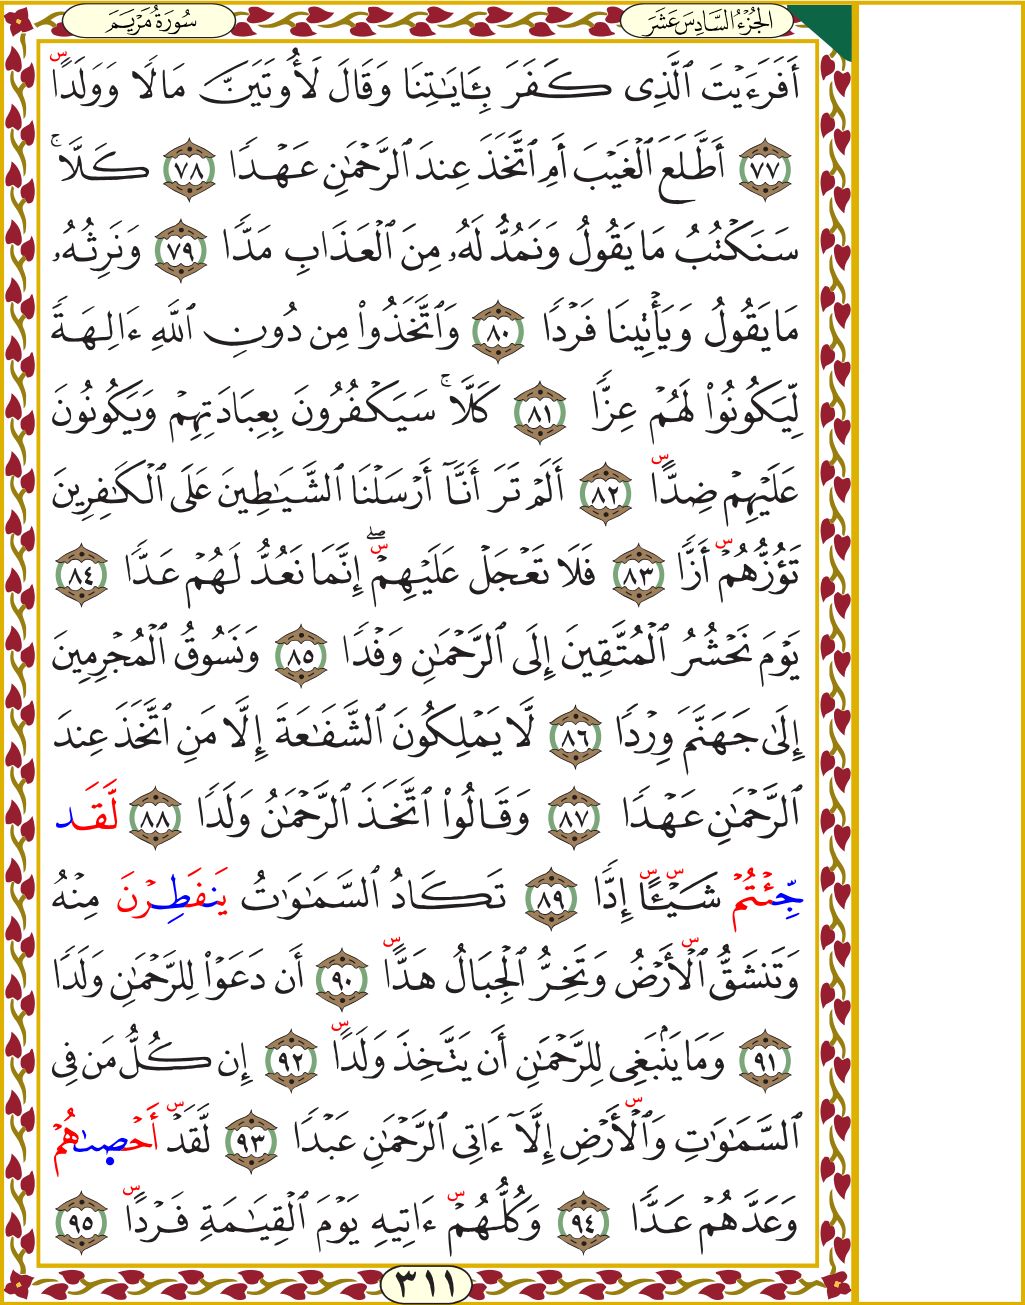 الجُزْءُ السَّادِسَ عَشَرَ
سُورَةُ مَرْيَمَ
أَفَرَءَيْتَ ٱلَّذِى كَفَرَ بِـَٔايَـٰتِنَا وَقَالَ لَأُوتَيَنَّ مَالًا وَوَلَدًاۜ
٧٧ أَطَّلَعَ ٱلْغَيْبَ أَمِ ٱتَّخَذَ عِندَ ٱلرَّحْمَـٰنِ عَهْدًا ٧٨ كَلَّاۚ
سَنَكْتُبُ مَا يَقُولُ وَنَمُدُّ لَهُۥ مِنَ ٱلْعَذَابِ مَدًّا ٧٩ وَنَرِثُهُۥ
مَا يَقُولُ وَيَأْتِينَا فَرْدًا ٨٠ وَٱتَّخَذُوا۟ مِن دُونِ ٱللَّهِ ءَالِهَةً
لِّيَكُونُوا۟ لَهُمْ عِزًّا ٨١ كَلَّاۚ سَيَكْفُرُونَ بِعِبَادَتِهِمْ وَيَكُونُونَ
عَلَيْهِمْ ضِدًّاۜ ٨٢ أَلَمْ تَرَ أَنَّآ أَرْسَلْنَا ٱلشَّيَـٰطِينَ عَلَى ٱلْكَـٰفِرِينَ
تَؤُزُّهُمْۜ أَزًّا ٨٣ فَلَا تَعْجَلْ عَلَيْهِمْۜۖ إِنَّمَا نَعُدُّ لَهُمْ عَدًّا ٨٤
يَوْمَ نَحْشُرُ ٱلْمُتَّقِينَ إِلَى ٱلرَّحْمَـٰنِ وَفْدًا ٨٥ وَنَسُوقُ ٱلْمُجْرِمِينَ
إِلَىٰ جَهَنَّمَ وِرْدًا ٨٦ لَّا يَمْلِكُونَ ٱلشَّفَـٰعَةَ إِلَّا مَنِ ٱتَّخَذَ عِندَ
ٱلرَّحْمَـٰنِ عَهْدًا ٨٧ وَقَالُوا۟ ٱتَّخَذَ ٱلرَّحْمَـٰنُ وَلَدًا ٨٨ لَّقَد
جِّئْتُمْ شَيْـًٔاۜ إِدًّا ٨٩ تَكَادُ ٱلسَّمَـٰوَٰتُ يَنفَطِرْنَ مِنْهُ
وَتَنشَقُّ ٱلْأَرْضُ وَتَخِرُّ ٱلْجِبَالُ هَدًّاۜ ٩٠ أَن دَعَوْا۟ لِلرَّحْمَـٰنِ وَلَدًا
٩١ وَمَا يَنۢبَغِى لِلرَّحْمَـٰنِ أَن يَتَّخِذَ وَلَدًاۜ ٩٢ إِن كُلُّ مَن فِى
ٱلسَّمَـٰوَٰتِ وَٱلْأَرْضِ إِلَّآ ءَاتِى ٱلرَّحْمَـٰنِ عَبْدًا ٩٣ لَّقَدْۜ أَحْصىٰهُمْ
وَعَدَّهُمْ عَدًّا ٩٤ وَكُلُّهُمْۜ ءَاتِيهِ يَوْمَ ٱلْقِيَـٰمَةِ فَرْدًاۜ ٩٥
٣١١